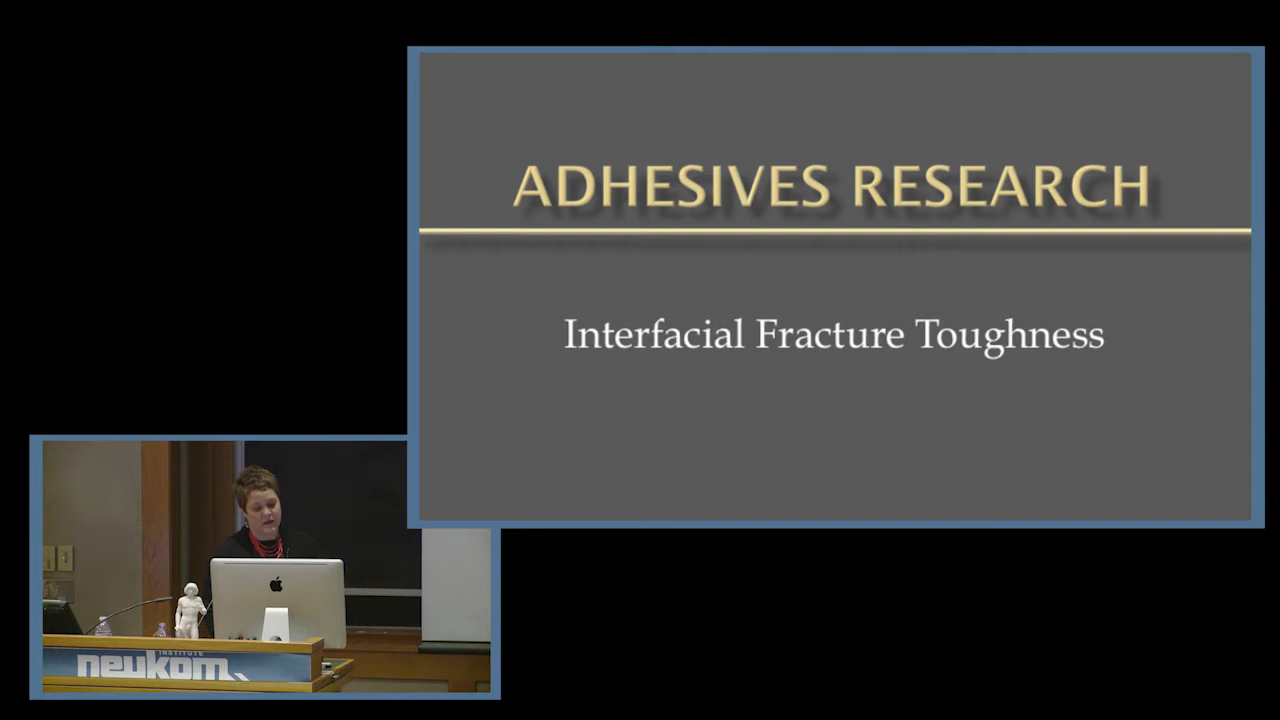 ADHESIVES RESEARCH
Interfacial Fracture Toughness
INSTITUTE
neukom